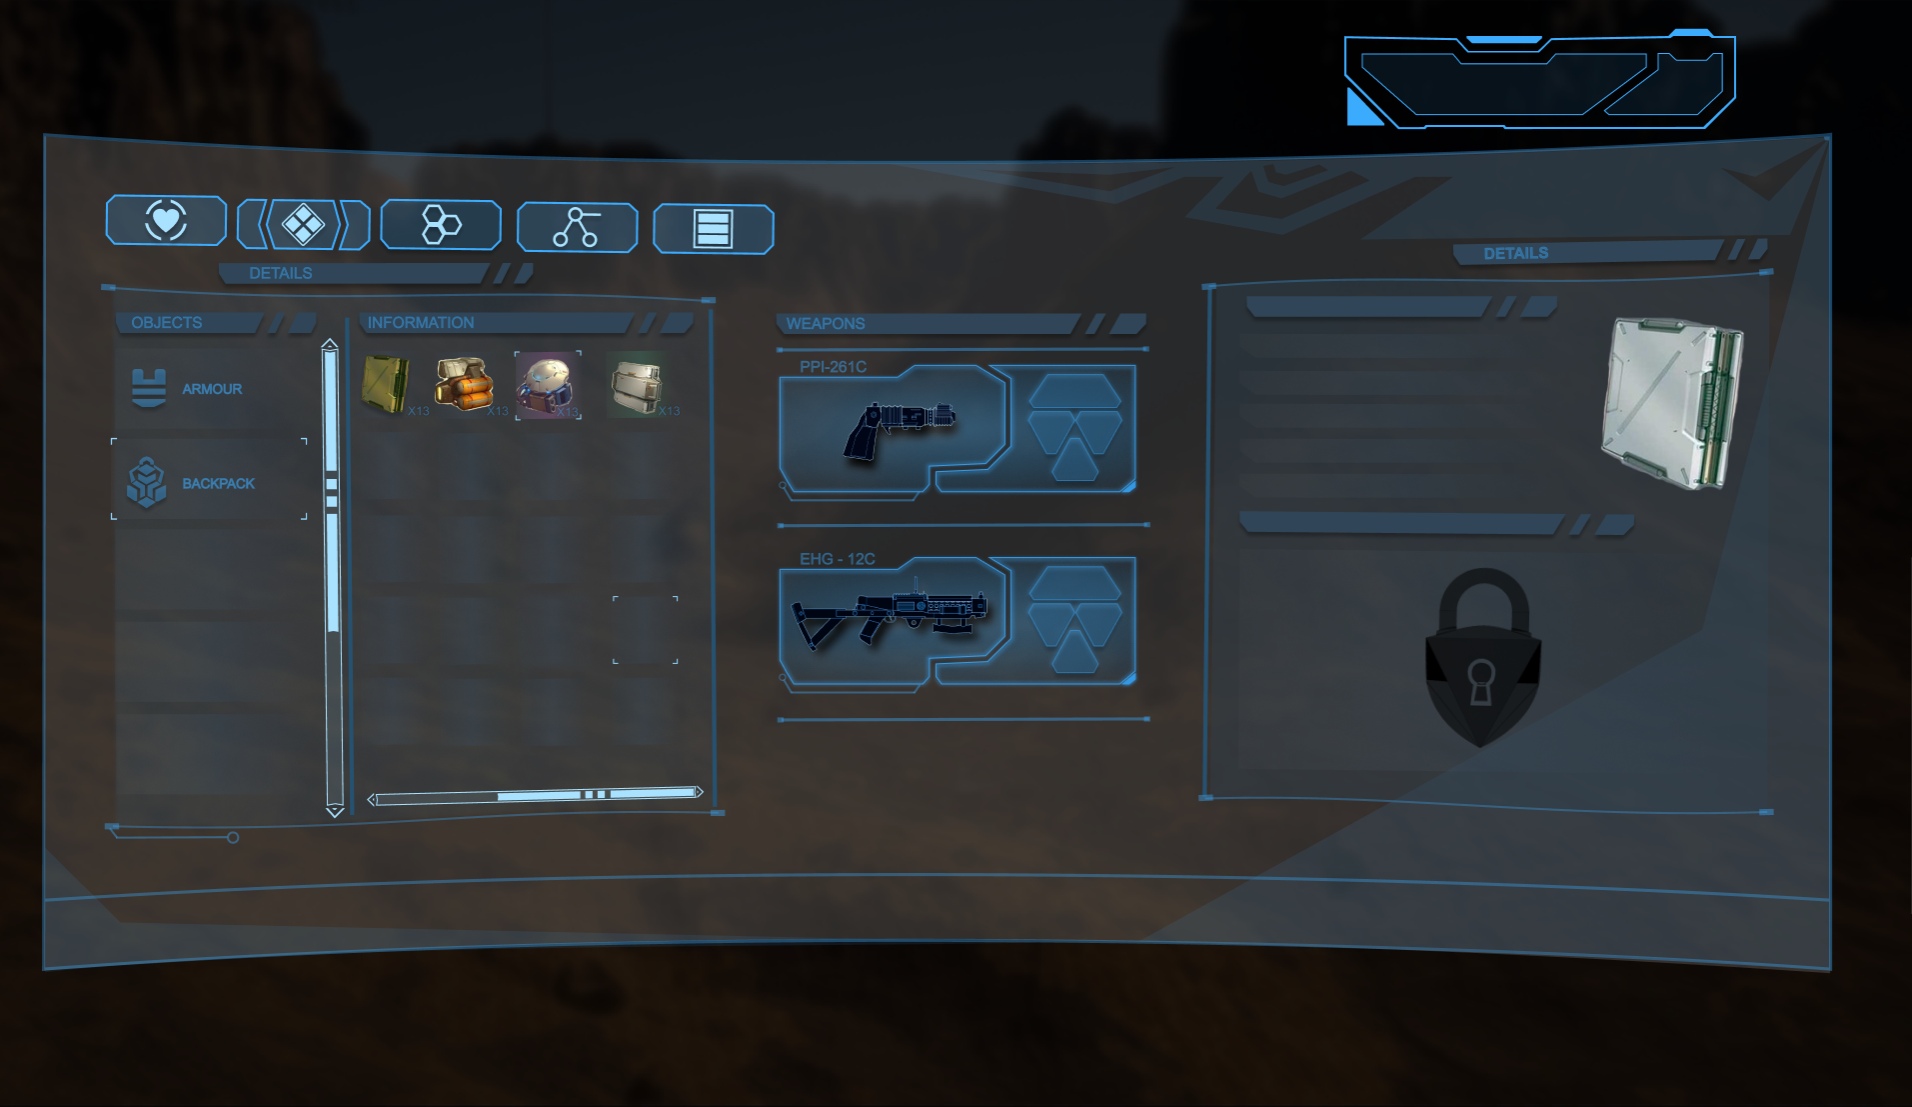 DETAILS
DETAILS
OBJECTS
INFORMATION
WEAPONS
PPI-261C
ARMOUR
X13
X13
X13
X13
BACKPACK
EHG - 12C